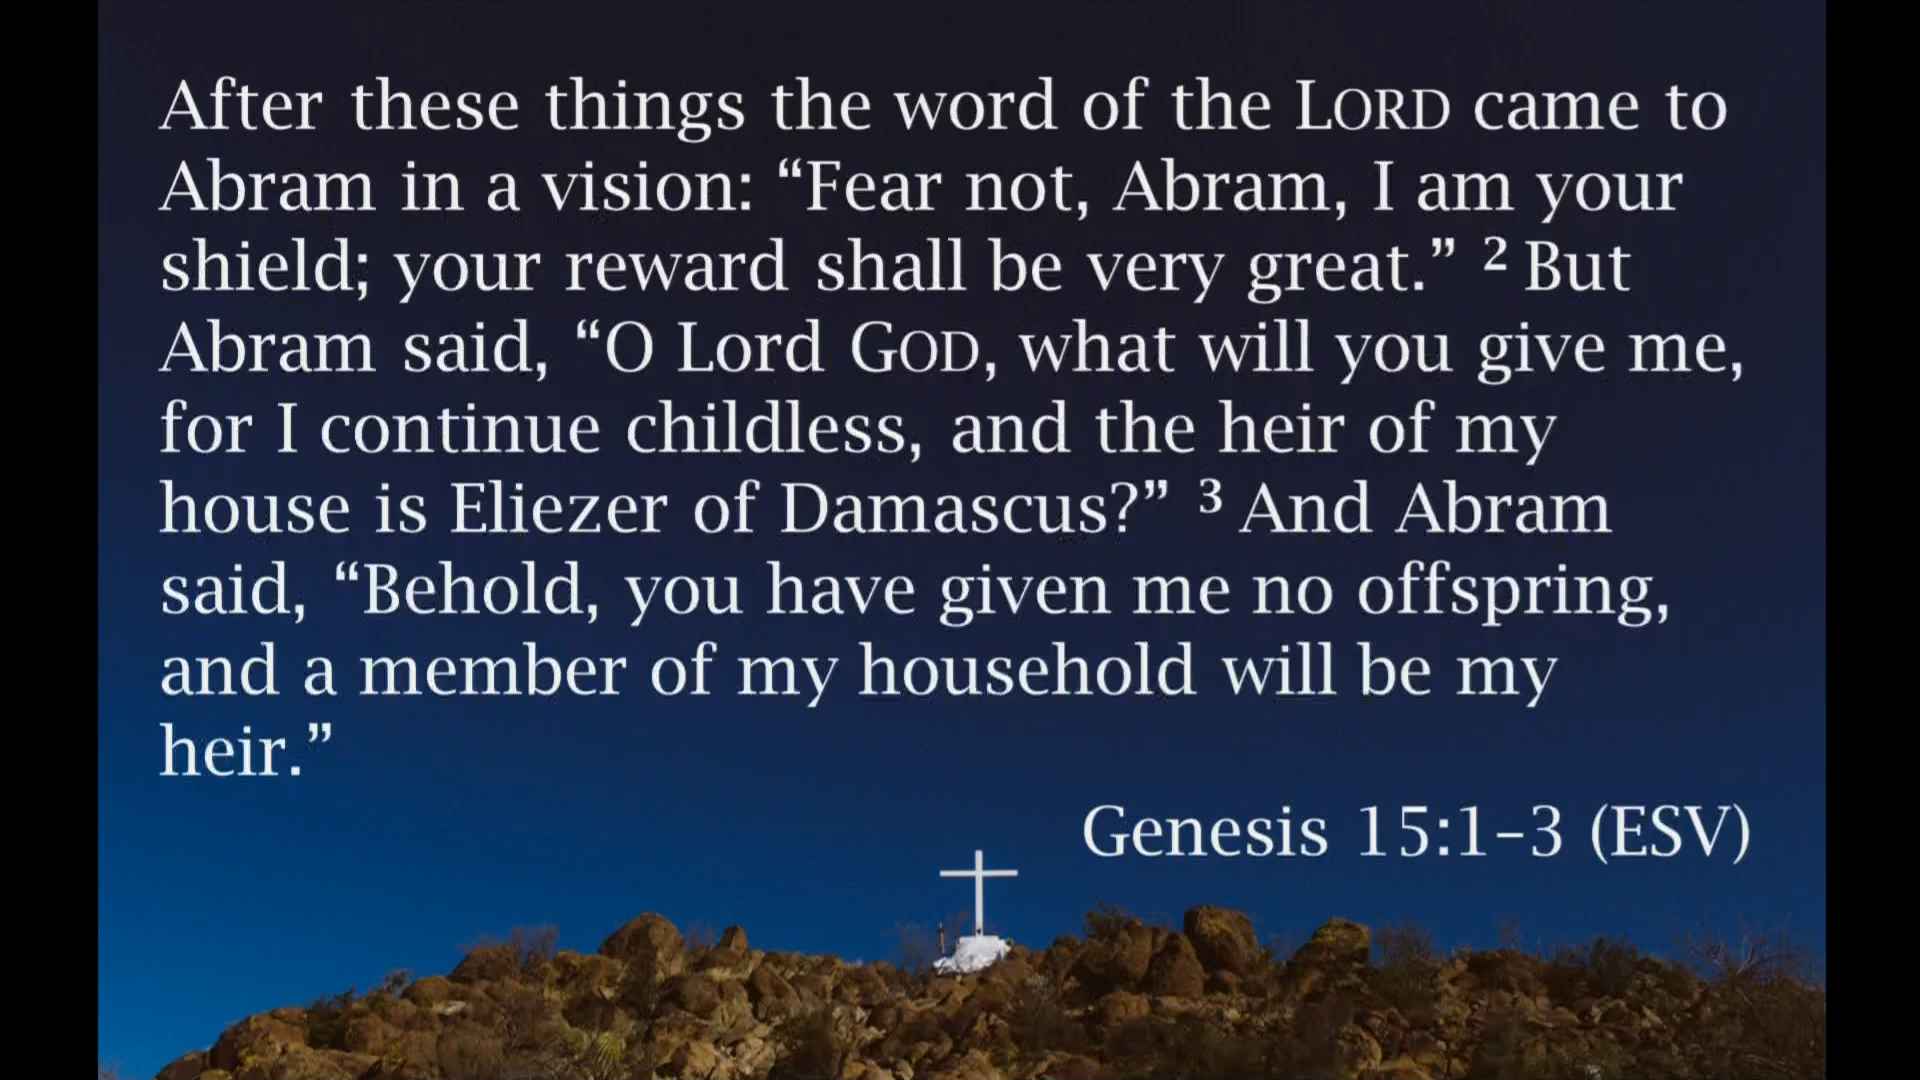 After these things the word of the LORD came to
Abram in a vision: “Fear not, Abram, I am your
shield; your reward shall be very great.” ² But
Abram said, “O Lord GOD, what will you give me,
for I continue childless, and the heir of my
house is Eliezer of Damascus?” ³ And Abram
said, “Behold, you have given me no offspring,
and a member of my household will be my
heir.”
Genesis 15:1–3 (ESV)